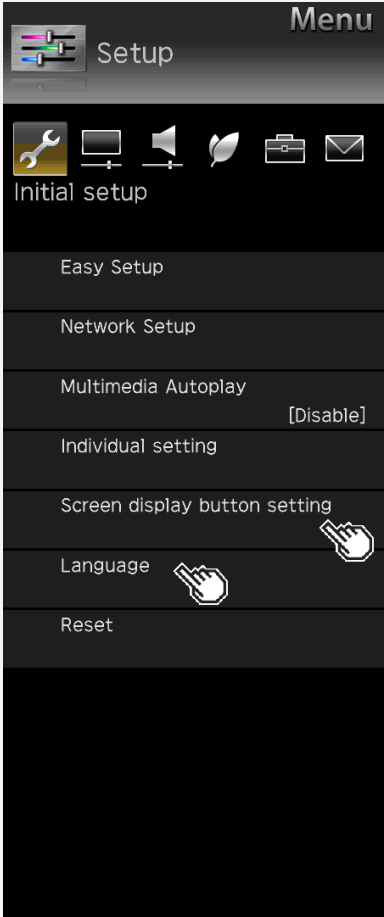 Menu
Setup
Initial setup
Easy Setup
Network Setup
Multimedia Autoplay
[Disable]
Individual setting
Screen display button setting
Language
Reset